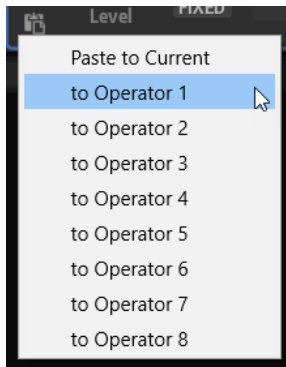 Level FIXED
Paste to Current
to Operator 1
to Operator 2
to Operator 3
to Operator 4
to Operator 5
to Operator 6
to Operator 7
to Operator 8